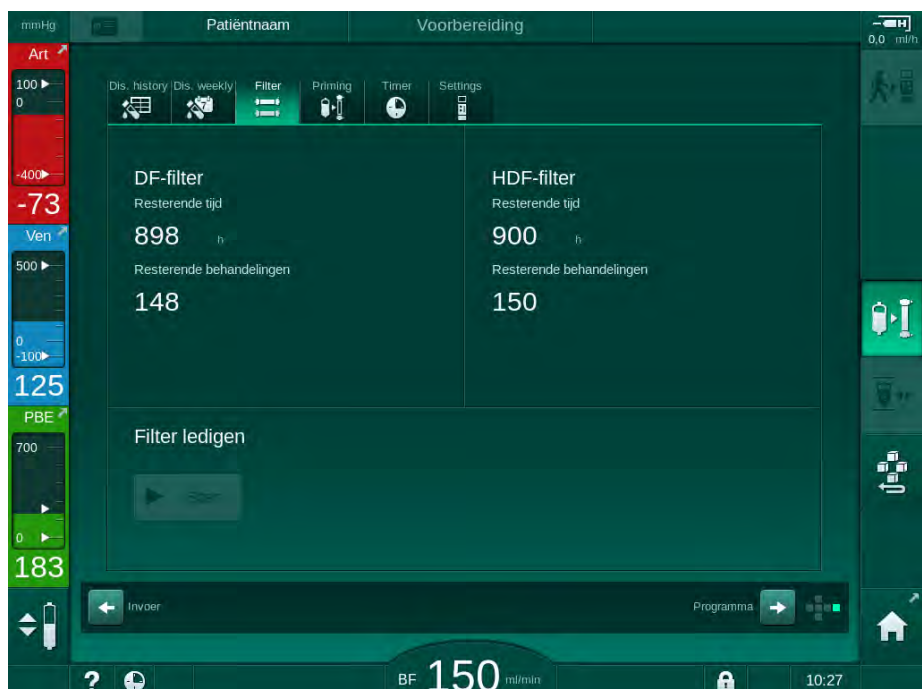 mmHg
Patiëntnaam
Voorbereiding
0,0 ml/h
Art
100
0
-400
-73
Ven
500
0
-100
125
PBE
700
0
183
Dis. history
Dis. weekly
Filter
Priming
Timer
Settings
7
DF-filter
Resterende tijd
898 h
Resterende behandelingen
148
HDF-filter
Resterende tijd
900 h
Resterende behandelingen
150
Filter ledigen
Start
Invoer
Programma
?
BF 150 ml/min
10:27
H